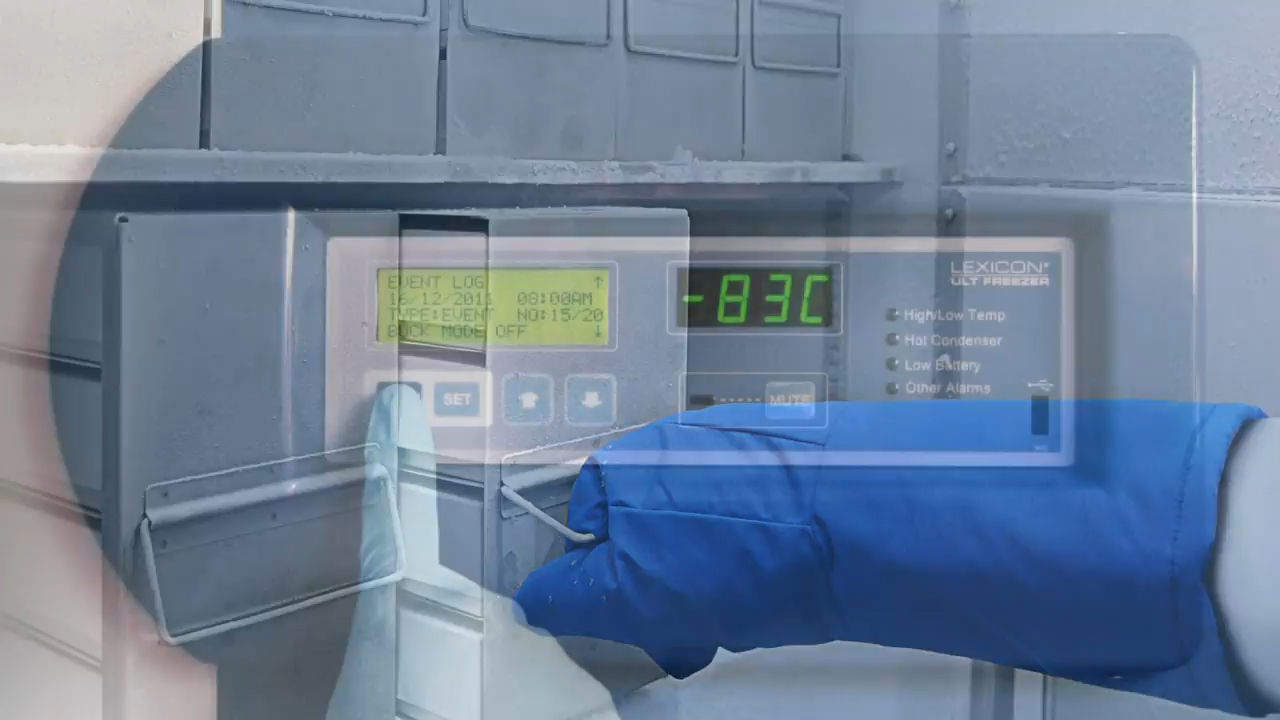 EVENT LOG ↑
16/12/2011 08:00AM
TYPE:EVENT NO:15/20
BUCK MODE OFF ↓
-83C
LEXICON
ULT FREEZER
High/Low Temp
Hot Condenser
Low Battery
Other Alarms
SET
MUTE